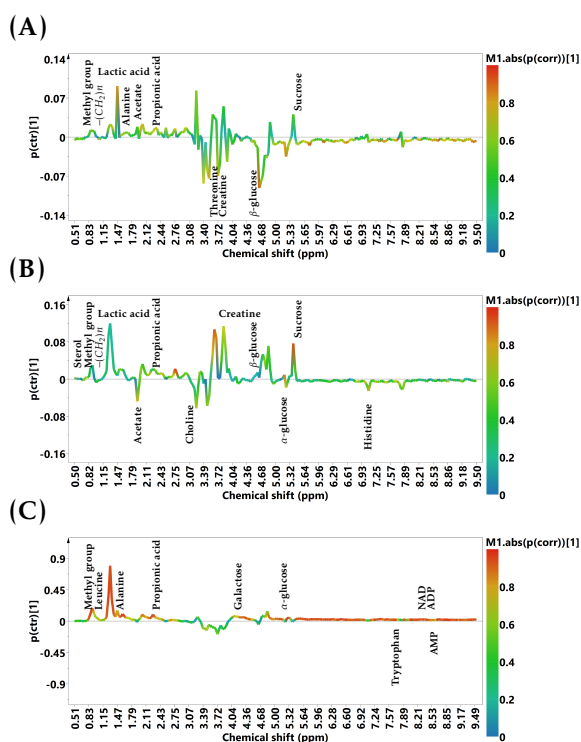 (A)
M1.abs(p(corr))[1]
0.14
0.07
0
-0.07
-0.14
p(ctr)[1]
Methyl group
−(CH₂)n
Lactic acid
Alanine
Acetate
Propionic acid
Threonine
Creatine
β-glucose
Sucrose
0.8
0.6
0.4
0.2
0
0.51 0.83 1.15 1.47 2.12 2.44 2.76 3.08 3.40 3.72 4.04 4.36 4.68 5.33 5.65 5.97 6.29 6.61 6.93 7.25 7.57 7.89 8.22 8.54 8.86 9.18 9.50
Chemical shift (ppm)
(B)
M1.abs(p(corr))[1]
0.16
0.08
0
-0.08
-0.16
p(ctr)[1]
Sterol
Methyl group
−(CH₂)n
Lactic acid
Acetate
Propionic acid
Choline
Creatine
β-glucose
α-glucose
Sucrose
Histidine
0.8
0.6
0.4
0.2
0
0.50 0.82 1.15 1.47 1.79 2.11 2.43 2.75 3.07 3.39 3.72 4.04 4.36 4.68 5.00 5.32 5.64 5.96 6.29 6.61 6.93 7.25 7.57 7.89 8.21 8.53 8.86 9.18 9.50
Chemical shift (ppm)
(C)
M1.abs(p(corr))[1]
0.9
0.45
0
-0.45
-0.9
p(ctr)[1]
Methyl group
Leucine
Alanine
Propionic acid
Galactose
α-glucose
Tryptophan
NAD
ADP
AMP
0.8
0.6
0.4
0.2
0
0.51 0.83 1.15 1.47 1.79 2.11 2.43 2.75 3.08 3.40 3.72 4.04 4.36 4.68 5.00 5.32 5.64 5.96 6.28 6.60 6.92 7.24 7.57 7.89 8.21 8.53 8.85 9.17 9.49
Chemical shift (ppm)